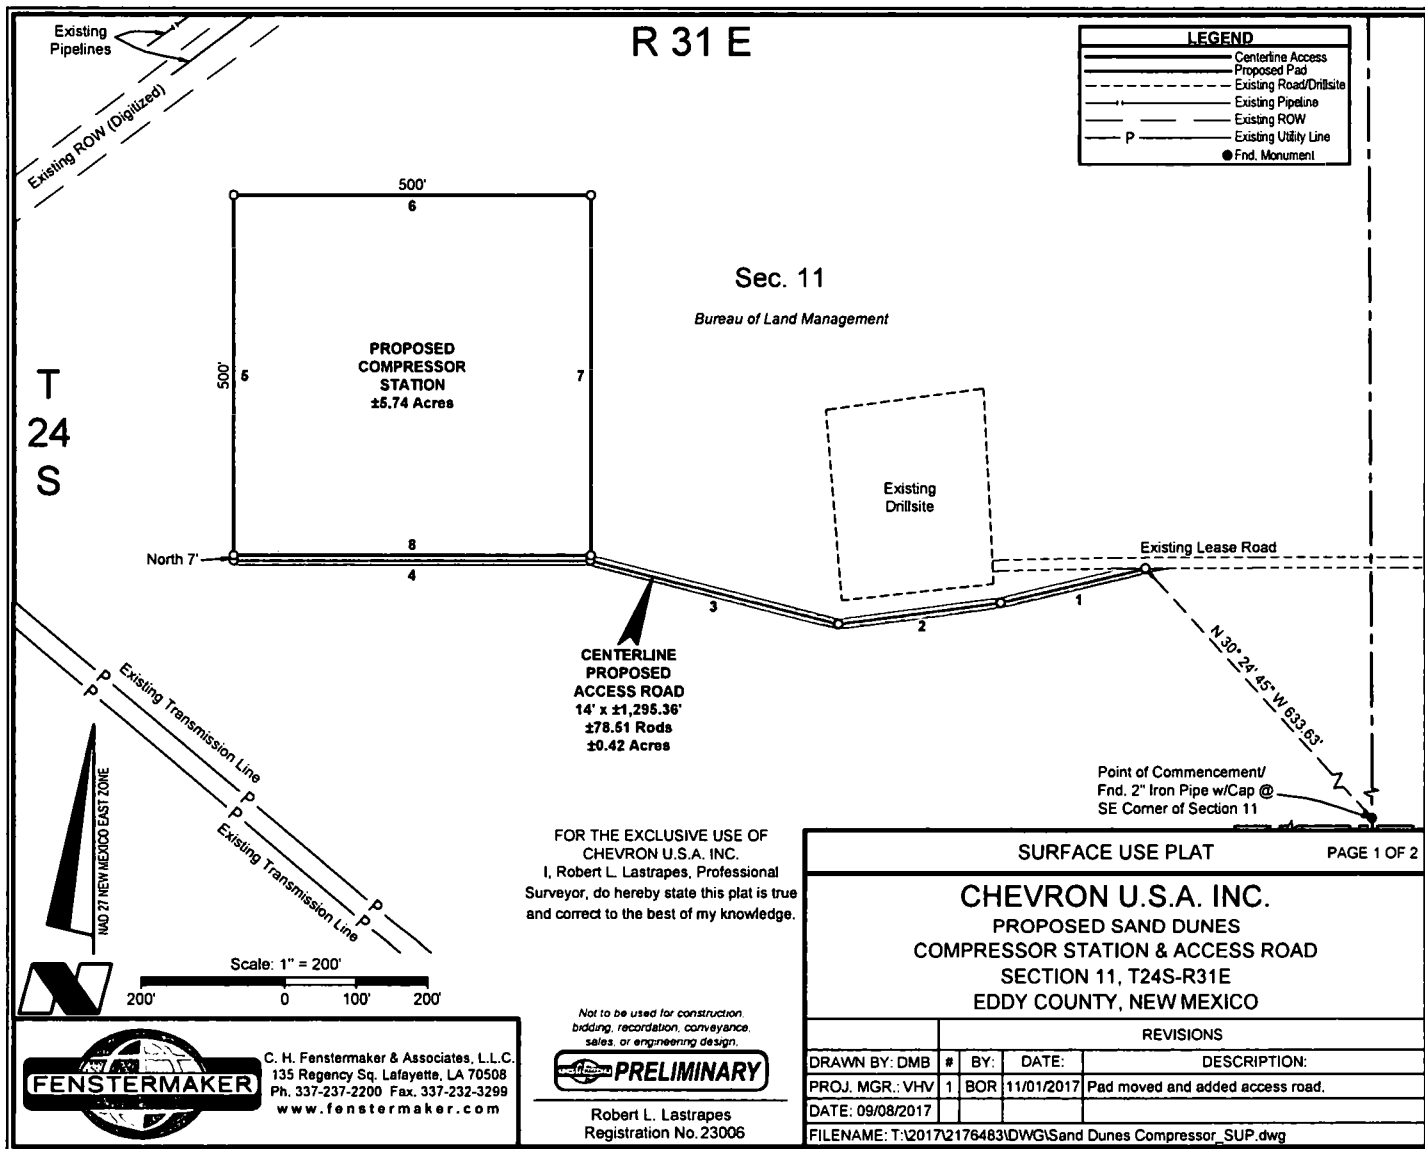 Existing
Pipelines
Existing ROW (Digitized)
R 31 E
LEGEND
Centerline Access
Proposed Pad
Existing Road/Drillsite
Existing Pipeline
Existing ROW
P Existing Utility Line
Fnd. Monument
500'
6
Sec. 11
Bureau of Land Management
T
24
S
500'
5
PROPOSED
COMPRESSOR
STATION
±5.74 Acres
7
Existing
Drillsite
North 7'
8
4
Existing Lease Road
3
2
1
CENTERLINE
PROPOSED
ACCESS ROAD
14' x ±1,295.36'
±78.51 Rods
±0.42 Acres
N 30° 24' 45" W 633.63'
P
P
Existing Transmission Line
P
P
Existing Transmission Line
P
P
NAD 27 NEW MEXICO EAST ZONE
Point of Commencement/
Fnd. 2" Iron Pipe w/Cap @
SE Corner of Section 11
Scale: 1" = 200'
200' 0 100' 200'
FOR THE EXCLUSIVE USE OF
CHEVRON U.S.A. INC.
I, Robert L. Lastrapes, Professional
Surveyor, do hereby state this plat is true
and correct to the best of my knowledge.
SURFACE USE PLAT PAGE 1 OF 2
CHEVRON U.S.A. INC.
PROPOSED SAND DUNES
COMPRESSOR STATION & ACCESS ROAD
SECTION 11, T24S-R31E
EDDY COUNTY, NEW MEXICO
FENSTERMAKER
C. H. Fenstermaker & Associates, L.L.C.
135 Regency Sq. Lafayette, LA 70508
Ph. 337-237-2200 Fax. 337-232-3299
www.fenstermaker.com
Not to be used for construction,
bidding, recordation, conveyance,
sales, or engineering design.
PRELIMINARY
Robert L. Lastrapes
Registration No. 23006
REVISIONS
DRAWN BY: DMB # BY: DATE: DESCRIPTION:
PROJ. MGR.: VHV 1 BOR 11/01/2017 Pad moved and added access road.
DATE: 09/08/2017
FILENAME: T:\2017\2176483\DWG\Sand Dunes Compressor_SUP.dwg